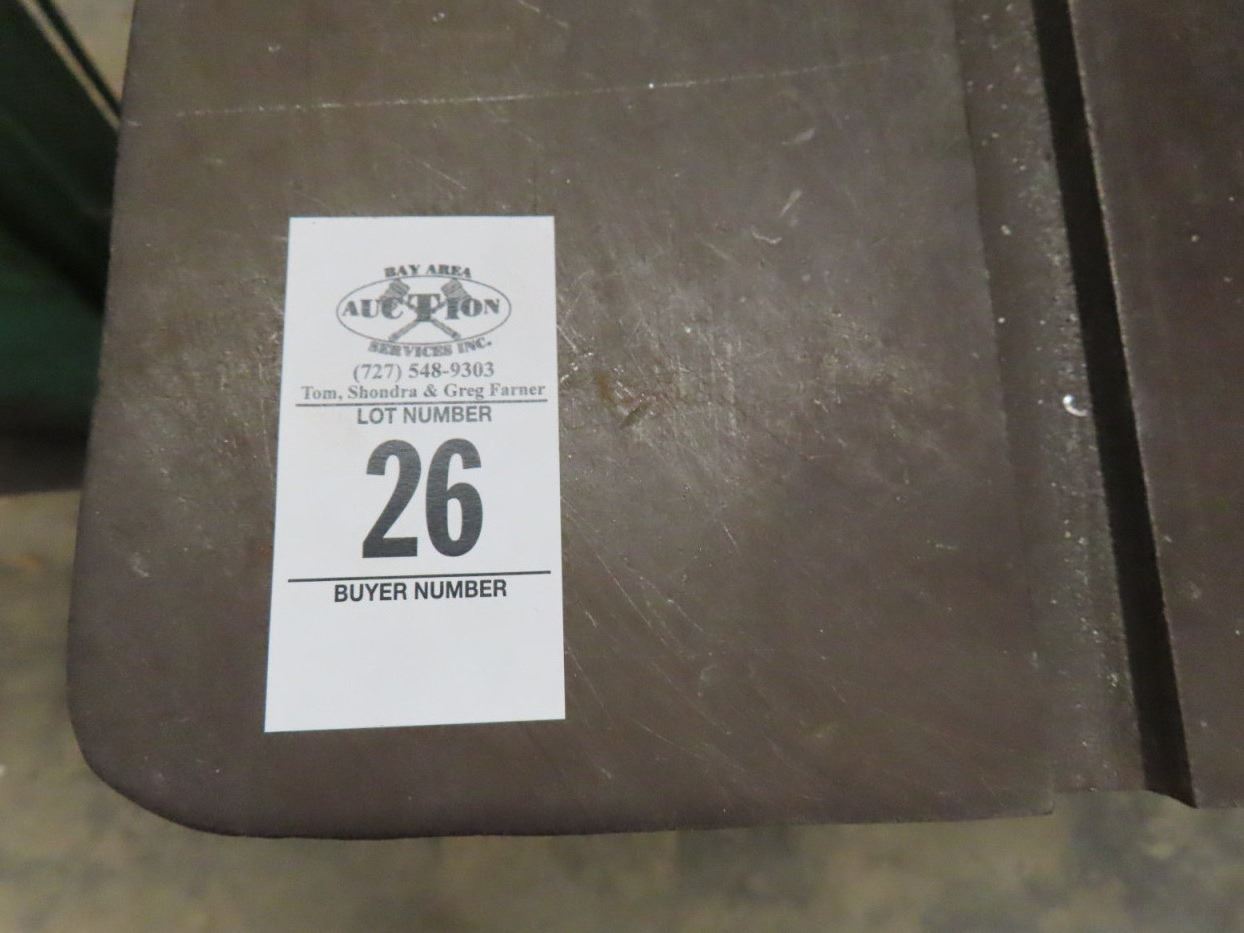 BAY AREA
AUCTION
SERVICES INC.
(727) 548-9303
Tom, Shondra & Greg Farner
LOT NUMBER
26
BUYER NUMBER